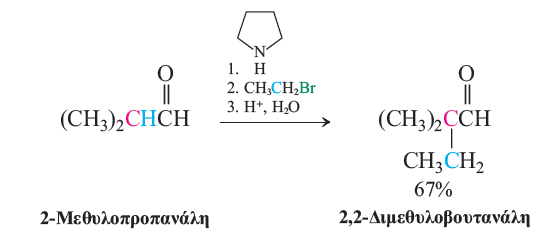 N
H
1.
2. CH₃CH₂Br
3. H⁺, H₂O
O
(CH₃)₂CHCH
O
(CH₃)₂CCH
CH₃CH₂
67%
2-Μεθυλοπροπανάλη
2,2-Διμεθυλοβουτανάλη